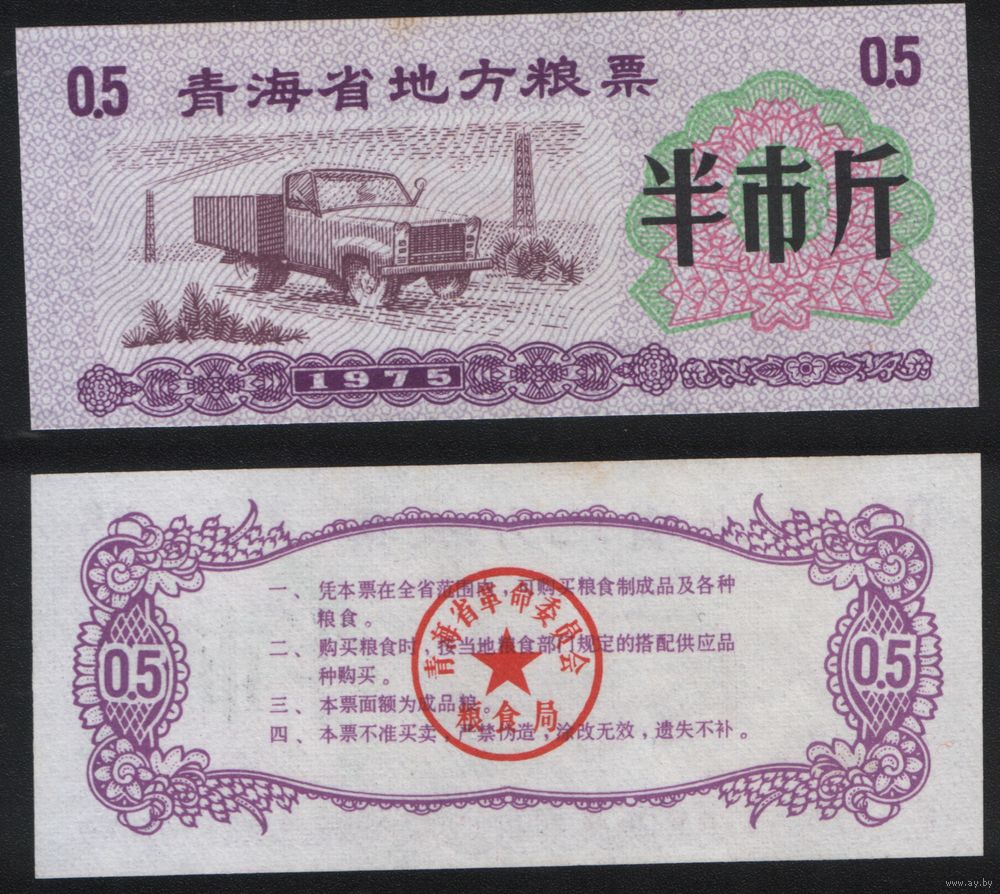 0.5 青海省地方粮票 0.5
半市斤
1975
一、凭本票在全省范围内，可购买粮食制成品及各种
粮食。
二、购买粮食时，按当地粮食部门规定的搭配供应品
种购买。
三、本票面额为成品粮。
四、本票不准买卖，严禁伪造，涂改无效，遗失不补。
0.5
0.5
青海省革命委员会
粮食局
www.ay.by